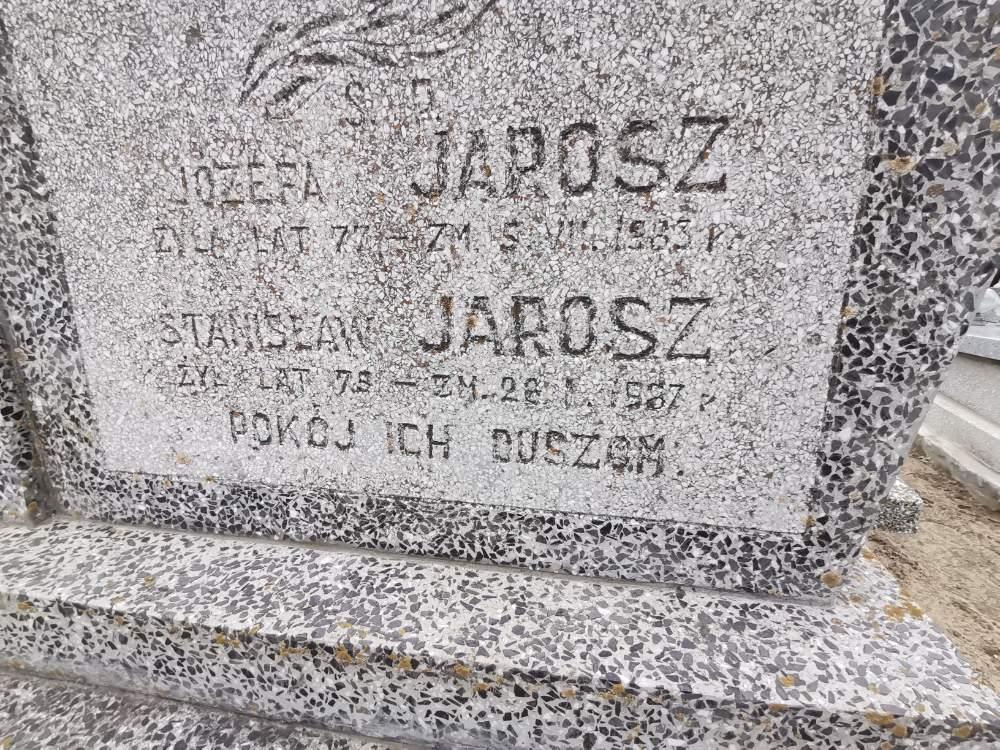 Ś P.
JÓZEFA JAROSZ
ŻYŁA LAT 77 – ZM 5 VII. 1983 r.
STANISŁAW JAROSZ
ŻYŁ LAT 78 – ZM. 28 I. 1987 r.
POKÓJ ICH DUSZOM.